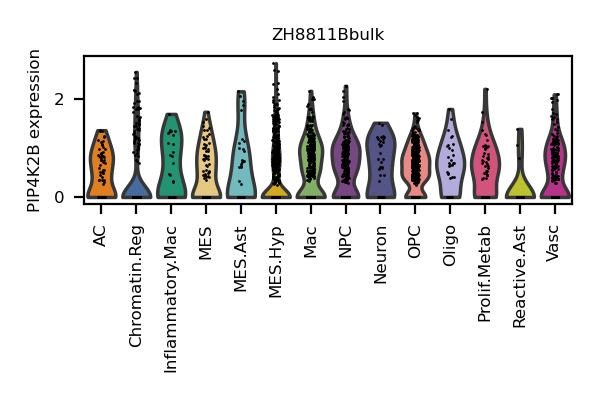 ZH8811Bbulk
PIP4K2B expression
2
0
AC
Chromatin.Reg
Inflammatory.Mac
MES
MES.Ast
MES.Hyp
Mac
NPC
Neuron
OPC
Oligo
Prolif.Metab
Reactive.Ast
Vasc